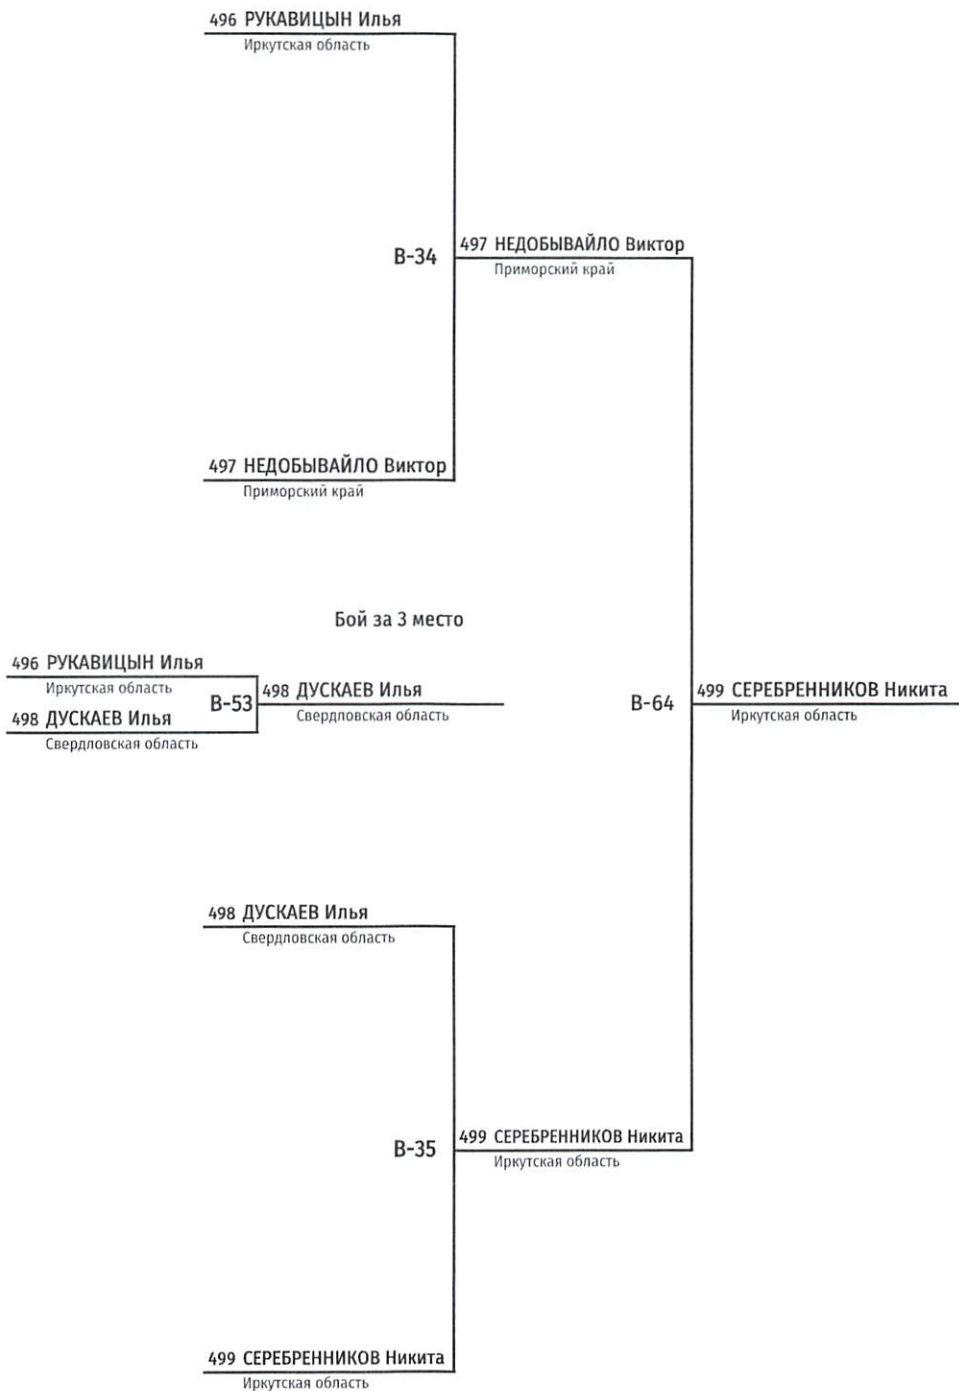 496 РУКАВИЦЫН Илья
Иркутская область
В-34
497 НЕДОБЫВАЙЛО Виктор
Приморский край
497 НЕДОБЫВАЙЛО Виктор
Приморский край
Бой за 3 место
496 РУКАВИЦЫН Илья
Иркутская область
498 ДУСКАЕВ Илья
Свердловская область
В-53
498 ДУСКАЕВ Илья
Свердловская область
В-64
499 СЕРЕБРЕННИКОВ Никита
Иркутская область
498 ДУСКАЕВ Илья
Свердловская область
В-35
499 СЕРЕБРЕННИКОВ Никита
Иркутская область
499 СЕРЕБРЕННИКОВ Никита
Иркутская область